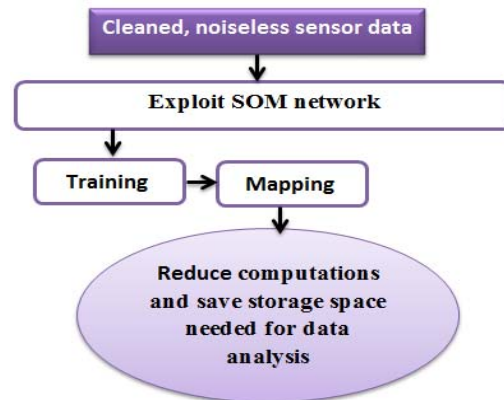 Cleaned, noiseless sensor data
Exploit SOM network
Training
Mapping
Reduce computations
and save storage space
needed for data
analysis